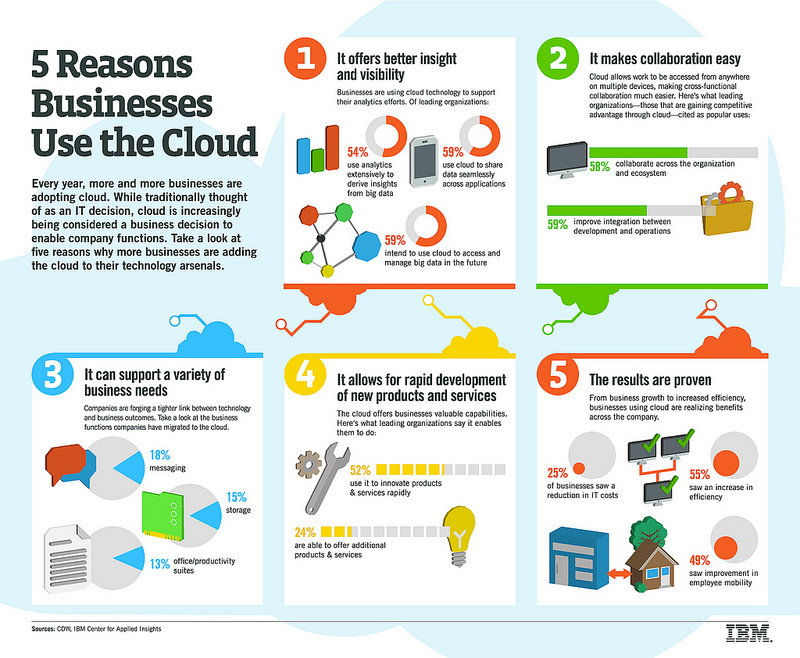 5 Reasons
Businesses
Use the Cloud
Every year, more and more businesses are
adopting cloud. While traditionally thought
of as an IT decision, cloud is increasingly
being considered a business decision to
enable company functions. Take a look at
five reasons why more businesses are adding
the cloud to their technology arsenals.
1
It offers better insight
and visibility
Businesses are using cloud technology to support
their analytics efforts. Of leading organizations:
54%
use analytics
extensively to
derive insights
from big data
59%
use cloud to share
data seamlessly
across applications
59%
intend to use cloud to access and
manage big data in the future
2
It makes collaboration easy
Cloud allows work to be accessed from anywhere
on multiple devices, making cross-functional
collaboration much easier. Here's what leading
organizations—those that are gaining competitive
advantage through cloud—cited as popular uses:
58%
collaborate across the organization
and ecosystem
59%
improve integration between
development and operations
3
It can support a variety of
business needs
Companies are forging a tighter link between technology
and business outcomes. Take a look at the business
functions companies have migrated to the cloud.
18%
messaging
15%
storage
13%
office/productivity
suites
4
It allows for rapid development
of new products and services
The cloud offers businesses valuable capabilities.
Here's what leading organizations say it enables
them to do:
52%
use it to innovate products
& services rapidly
24%
are able to offer additional
products & services
5
The results are proven
From business growth to increased efficiency,
businesses using cloud are realizing benefits
across the company.
25%
of businesses saw a
reduction in IT costs
55%
saw an increase in
efficiency
49%
saw improvement in
employee mobility
Sources: CDW, IBM Center for Applied Insights
IBM.